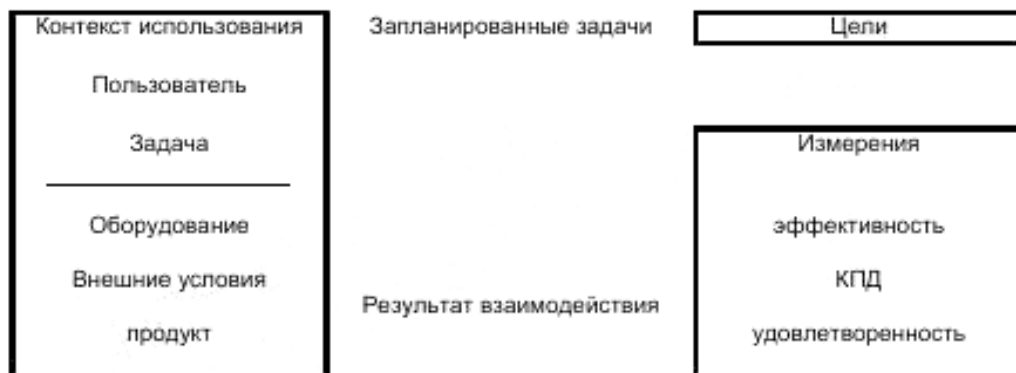 Контекст использования
Пользователь
Задача
Оборудование
Внешние условия
продукт
Запланированные задачи
Результат взаимодействия
Цели
Измерения
эффективность
КПД
удовлетворенность